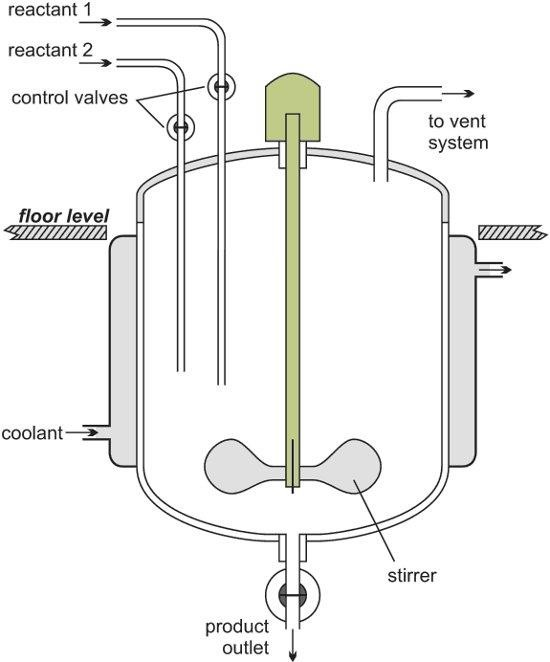 reactant 1
reactant 2
control valves
to vent
system
floor level
coolant
stirrer
product
outlet